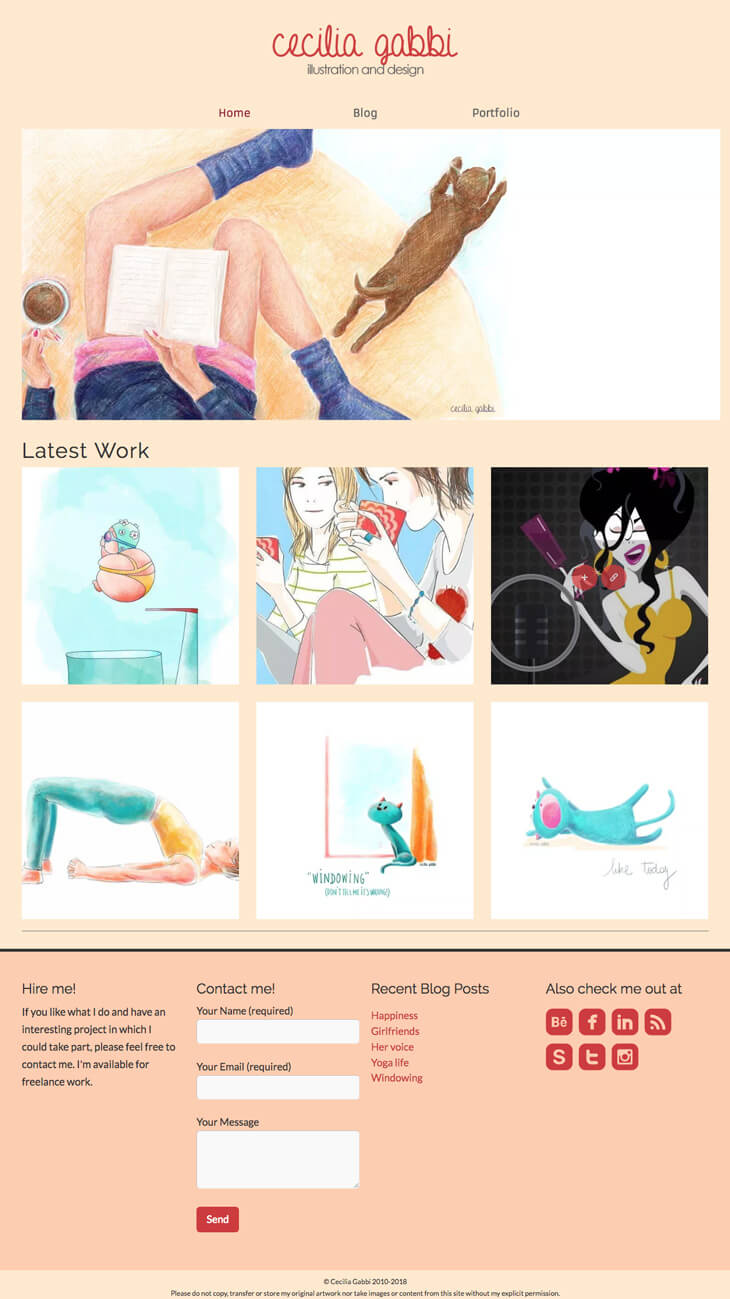 cecilia gabbi
illustration and design
Home Blog Portfolio
cecilia gabbi
Latest Work
"WINDOWING"
(DON'T TELL ME IT'S WRONG!)
like today
Hire me!
If you like what I do and have an
interesting project in which I
could take part, please feel free to
contact me. I'm available for
freelance work.
Contact me!
Your Name (required)
Your Email (required)
Your Message
Send
Recent Blog Posts
Happiness
Girlfriends
Her voice
Yoga life
Windowing
Also check me out at
Bē f in
S t
© Cecilia Gabbi 2010-2018
Please do not copy, transfer or store my original artwork nor take images or content from this site without my explicit permission.